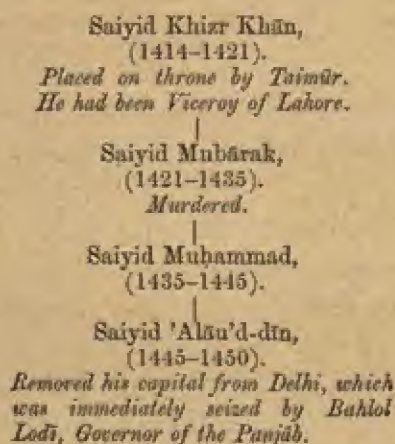 Saiyid Khizr Khān,
(1414–1421).
Placed on throne by Taimūr.
He had been Viceroy of Lahore.
Saiyid Mubārak,
(1421–1435).
Murdered.
Saiyid Muḥammad,
(1435–1445).
Saiyid 'Alāu'd-dīn,
(1445–1450).
Removed his capital from Delhi, which
was immediately seized by Bahlol
Lodī, Governor of the Panjāb.